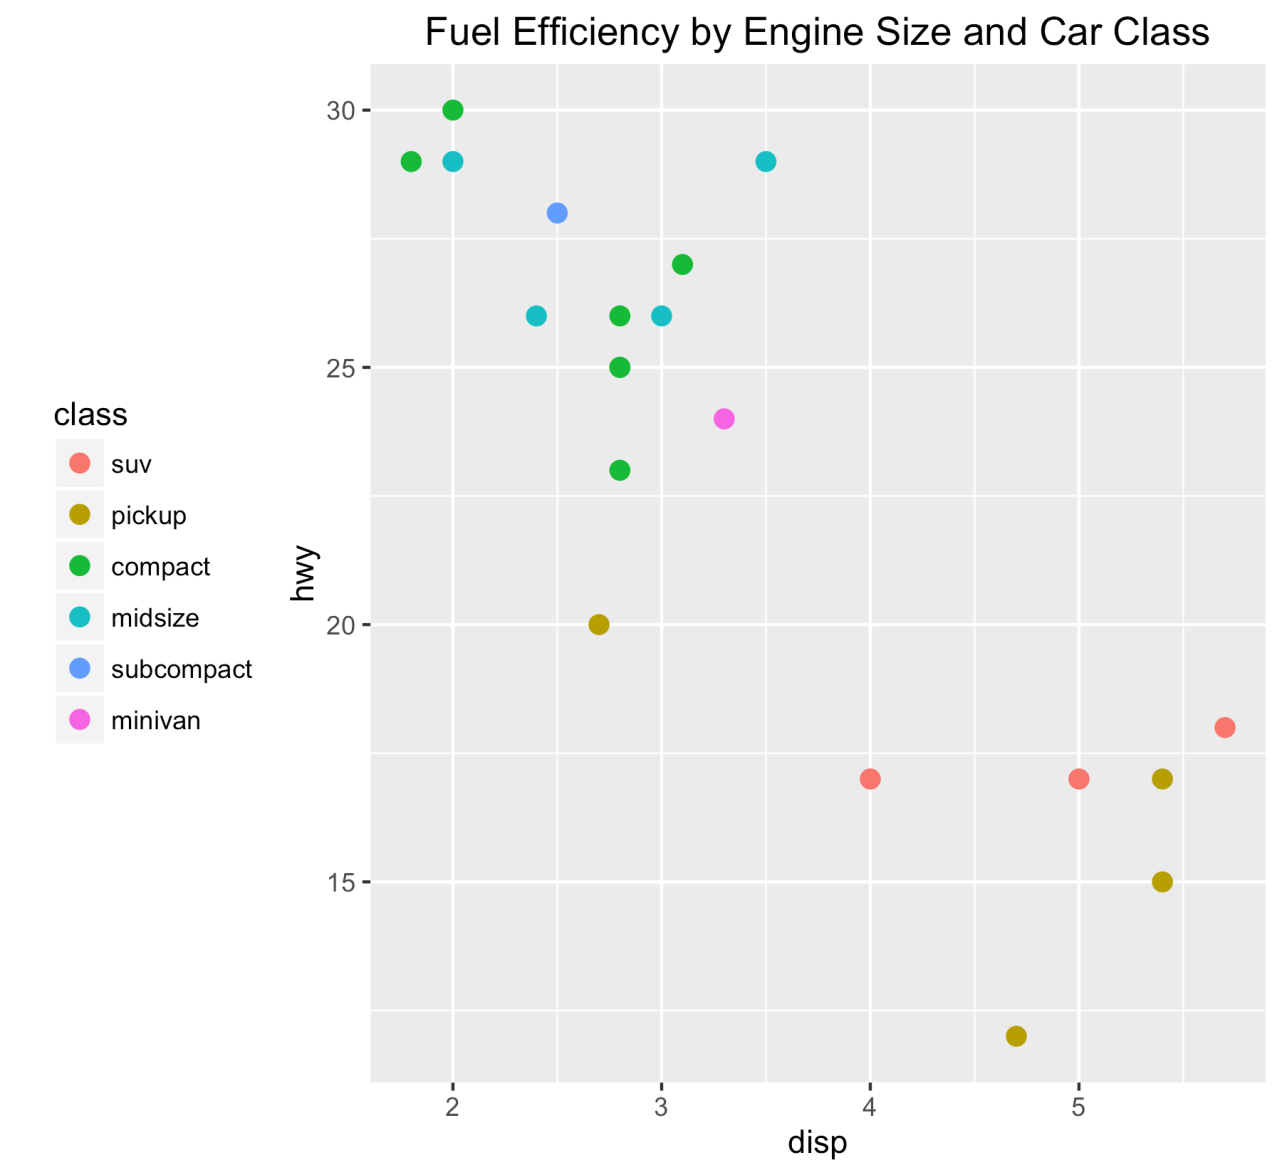 Fuel Efficiency by Engine Size and Car Class
class
suv
pickup
compact
midsize
subcompact
minivan
hwy
30
25
20
15
2 3 4 5
disp